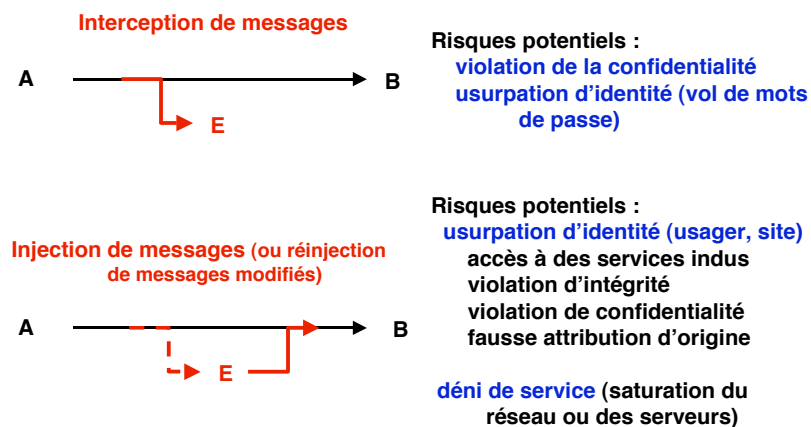 Interception de messages
A
B
E
Risques potentiels :
violation de la confidentialité
usurpation d'identité (vol de mots
de passe)
Injection de messages (ou réinjection
de messages modifiés)
A
B
E
Risques potentiels :
usurpation d'identité (usager, site)
accès à des services indus
violation d'intégrité
violation de confidentialité
fausse attribution d'origine
déni de service (saturation du
réseau ou des serveurs)